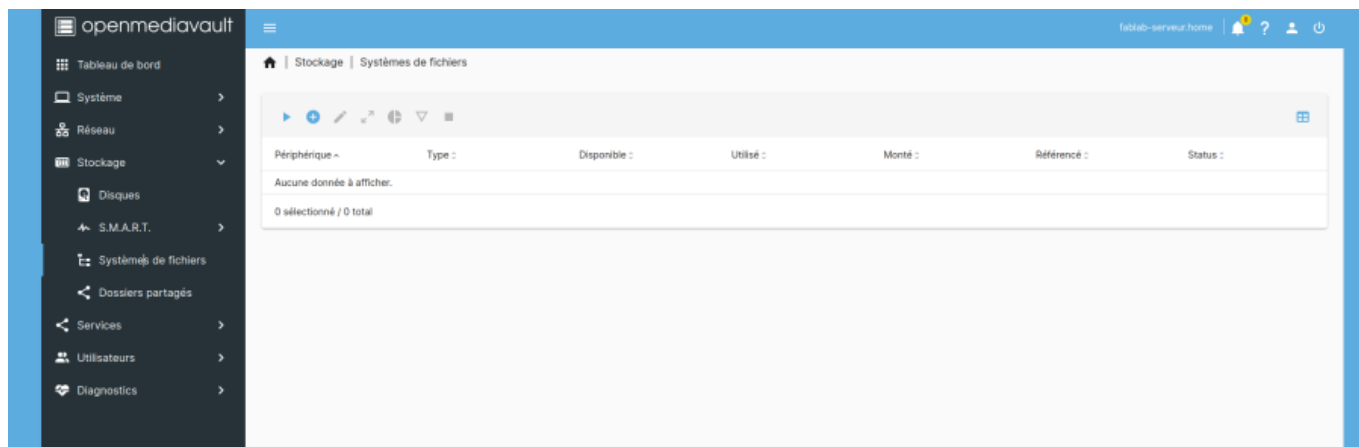 openmediavault
fablab-serveur.home
Tableau de bord
Système
Réseau
Stockage
Disques
S.M.A.R.T.
Systèmes de fichiers
Dossiers partagés
Services
Utilisateurs
Diagnostics
| Stockage | Systèmes de fichiers
Périphérique Type Disponible Utilisé Monté Référencé Status
Aucune donnée à afficher.
0 sélectionné / 0 total